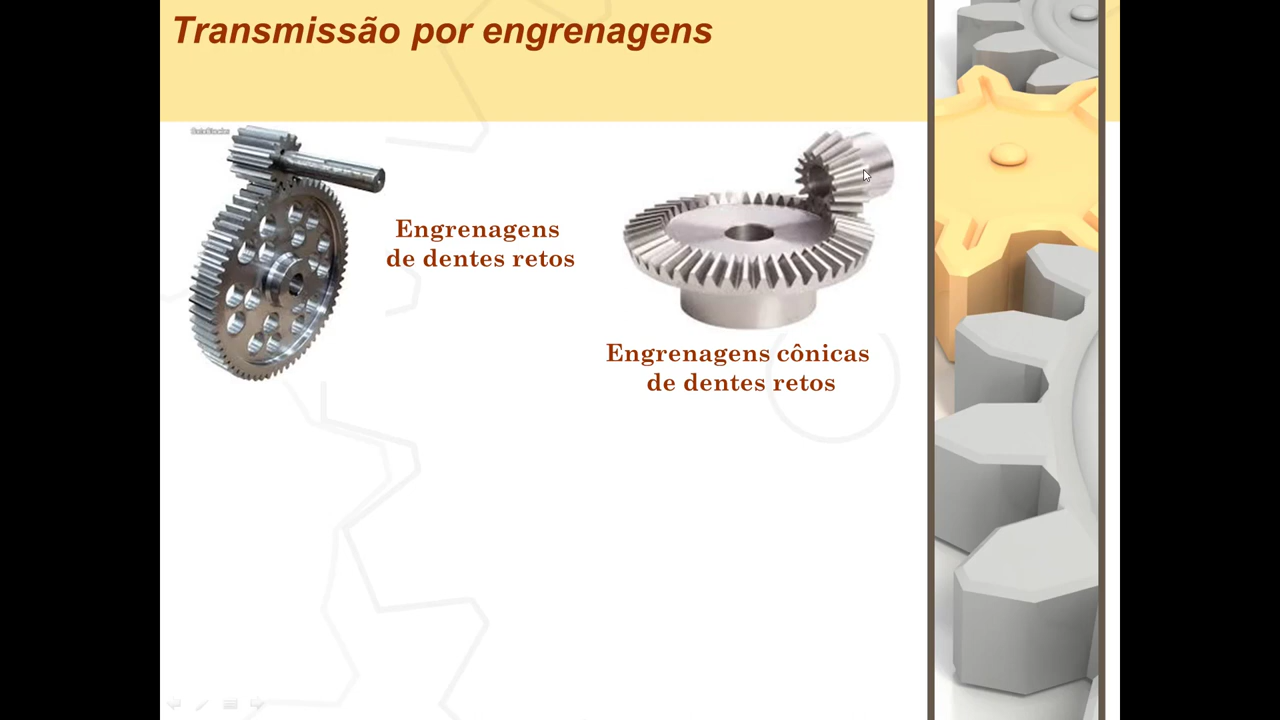 Transmissão por engrenagens
Engrenagens
de dentes retos
Engrenagens cônicas
de dentes retos